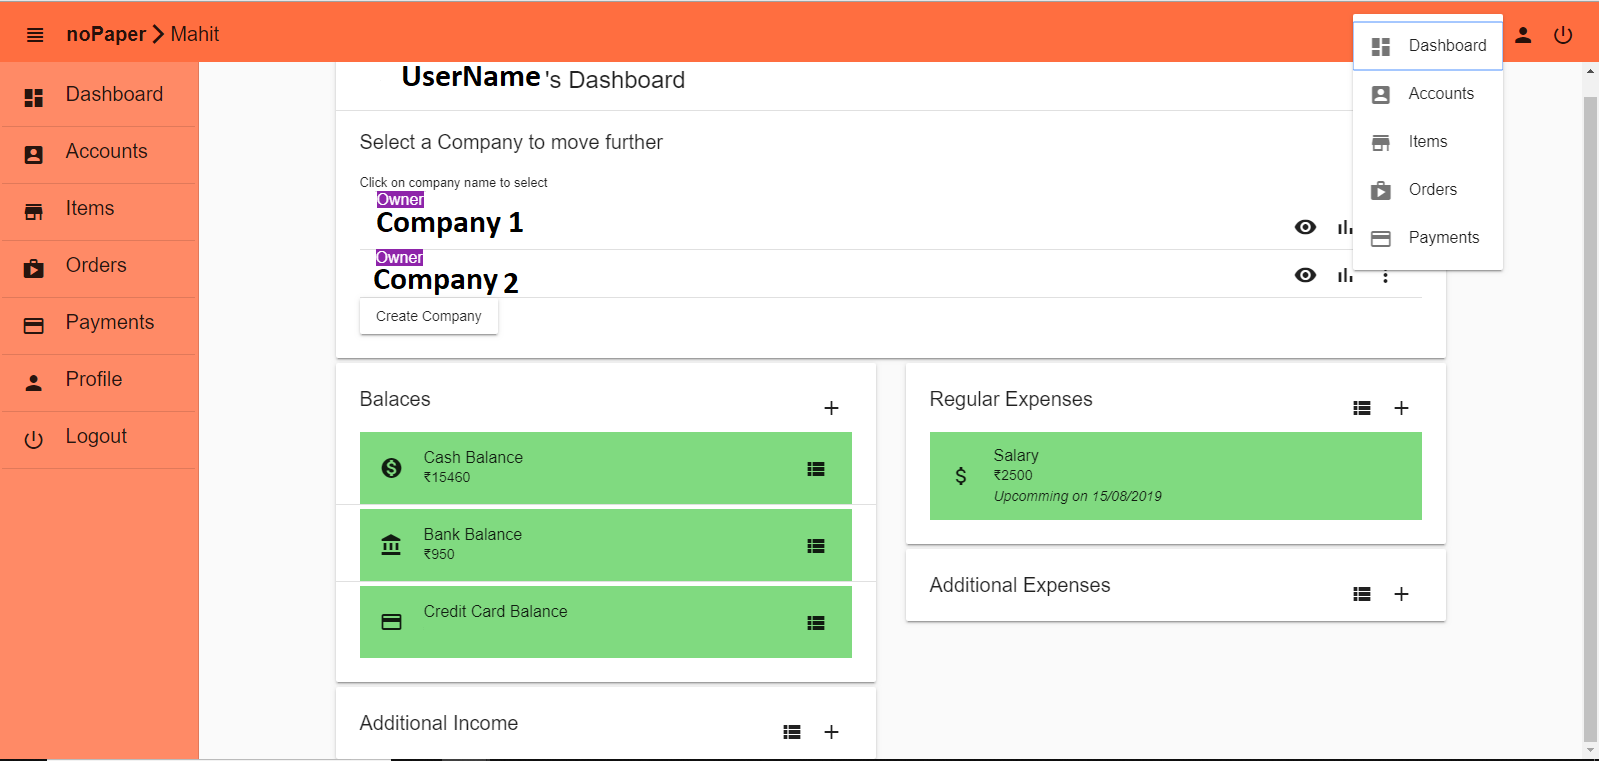 noPaper Mahit
Dashboard
Accounts
Items
Orders
Payments
Profile
Logout
Dashboard
Accounts
Items
Orders
Payments
UserName 's Dashboard
Select a Company to move further
Click on company name to select
Owner
Company 1
Owner
Company 2
Create Company
Balaces
Cash Balance
₹15460
Bank Balance
₹950
Credit Card Balance
Additional Income
Regular Expenses
Salary
₹2500
Upcomming on 15/08/2019
Additional Expenses